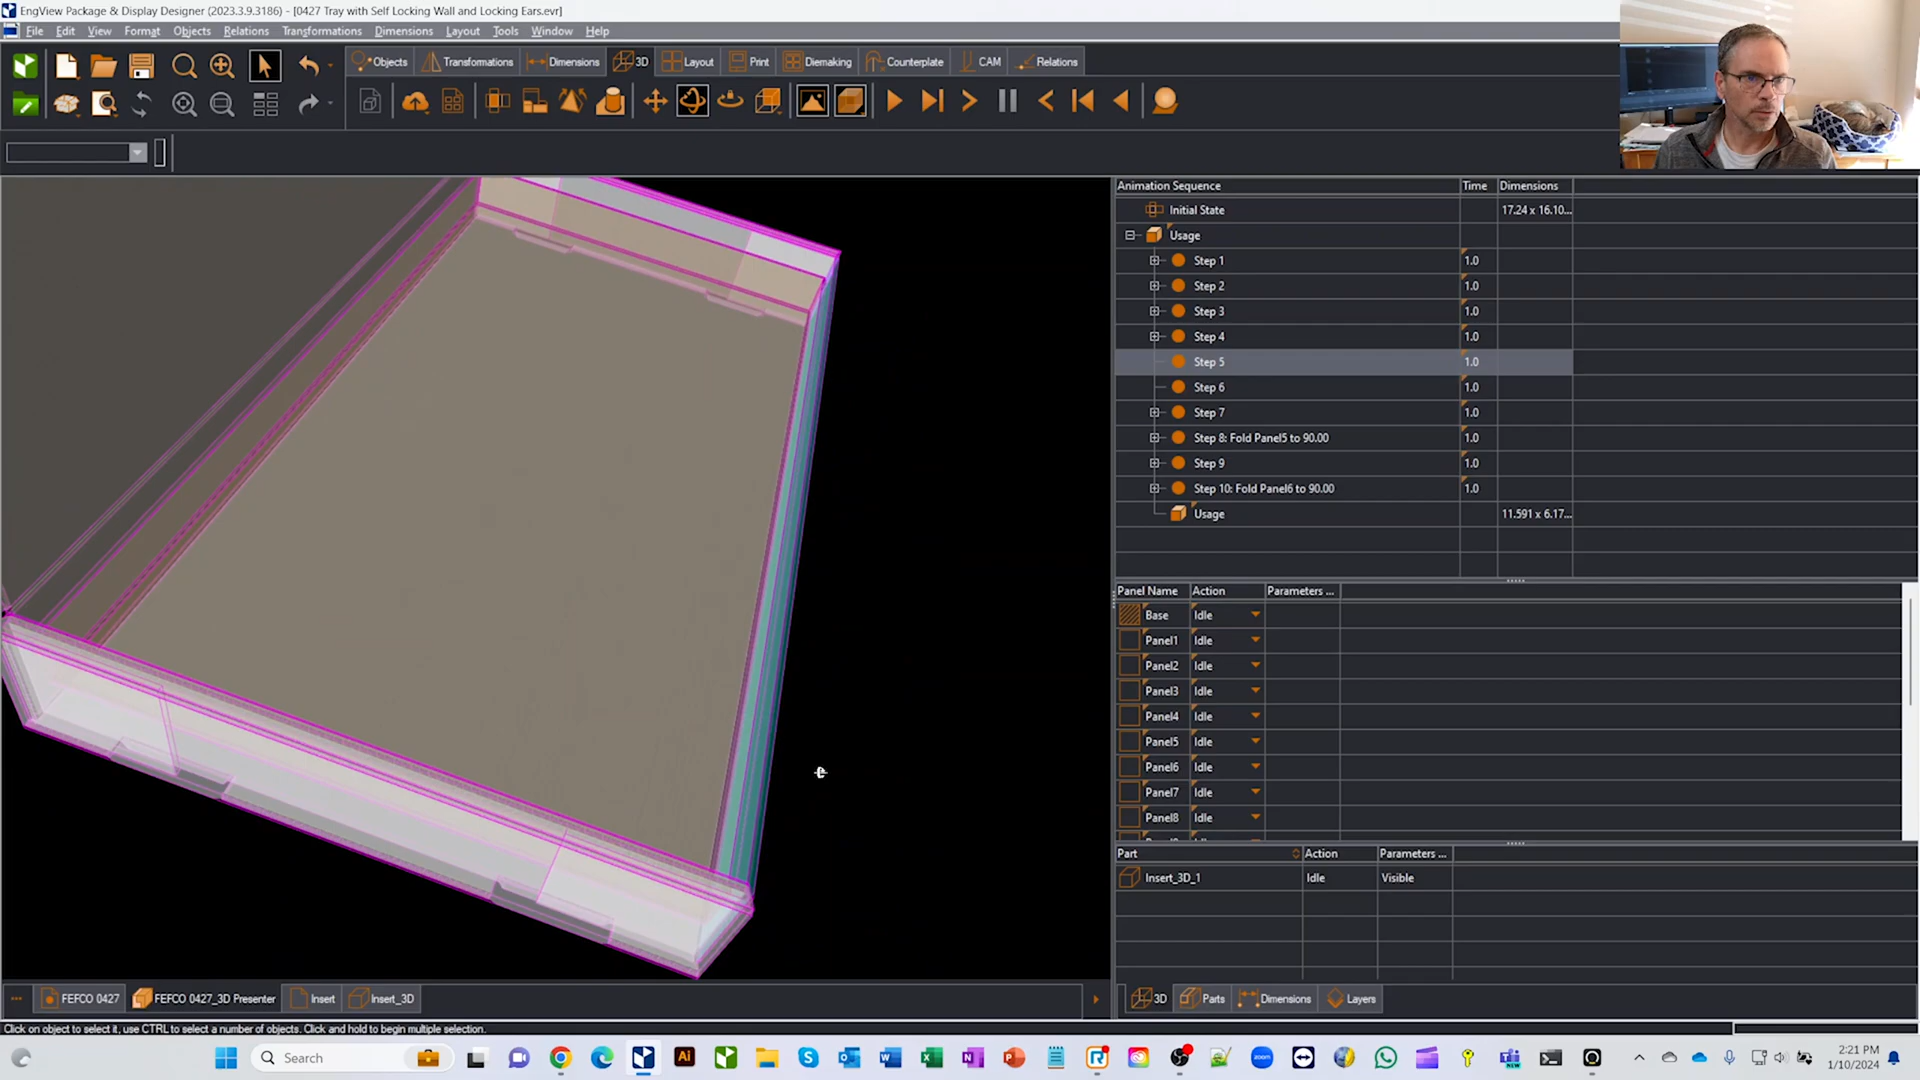 EngView Package & Display Designer (2023.3.9.3186) - [0427 Tray with Self Locking Wall and Locking Ears.evr]
File Edit View Format Objects Relations Transformations Dimensions Layout Tools Window Help
Objects Transformations Dimensions 3D Layout Print Diemaking Counterplate CAM Relations
Animation Sequence Time Dimensions
Initial State 17.24 x 16.10...
Usage
Step 1 1.0
Step 2 1.0
Step 3 1.0
Step 4 1.0
Step 5 1.0
Step 6 1.0
Step 7 1.0
Step 8: Fold Panel5 to 90.00 1.0
Step 9 1.0
Step 10: Fold Panel6 to 90.00 1.0
Usage 11.591 x 6.17...
Panel Name Action Parameters ...
Base Idle
Panel1 Idle
Panel2 Idle
Panel3 Idle
Panel4 Idle
Panel5 Idle
Panel6 Idle
Panel7 Idle
Panel8 Idle
Part Action Parameters ...
Insert_3D_1 Idle Visible
FEFCO 0427 FEFCO 0427_3D Presenter Insert Insert_3D
3D Parts Dimensions Layers
Click on object to select it, use CTRL to select a number of objects. Click and hold to begin multiple selection.
Search
2:21 PM
1/10/2024